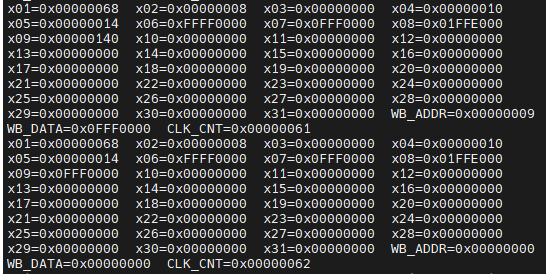 x01=0x00000068  x02=0x00000008  x03=0x00000000  x04=0x00000010
x05=0x00000014  x06=0xFFFF0000  x07=0x0FFF0000  x08=0x01FFE000
x09=0x00000140  x10=0x00000000  x11=0x00000000  x12=0x00000000
x13=0x00000000  x14=0x00000000  x15=0x00000000  x16=0x00000000
x17=0x00000000  x18=0x00000000  x19=0x00000000  x20=0x00000000
x21=0x00000000  x22=0x00000000  x23=0x00000000  x24=0x00000000
x25=0x00000000  x26=0x00000000  x27=0x00000000  x28=0x00000000
x29=0x00000000  x30=0x00000000  x31=0x00000000  WB_ADDR=0x00000009
WB_DATA=0x0FFF0000  CLK_CNT=0x00000061
x01=0x00000068  x02=0x00000008  x03=0x00000000  x04=0x00000010
x05=0x00000014  x06=0xFFFF0000  x07=0x0FFF0000  x08=0x01FFE000
x09=0x0FFF0000  x10=0x00000000  x11=0x00000000  x12=0x00000000
x13=0x00000000  x14=0x00000000  x15=0x00000000  x16=0x00000000
x17=0x00000000  x18=0x00000000  x19=0x00000000  x20=0x00000000
x21=0x00000000  x22=0x00000000  x23=0x00000000  x24=0x00000000
x25=0x00000000  x26=0x00000000  x27=0x00000000  x28=0x00000000
x29=0x00000000  x30=0x00000000  x31=0x00000000  WB_ADDR=0x00000000
WB_DATA=0x00000000  CLK_CNT=0x00000062